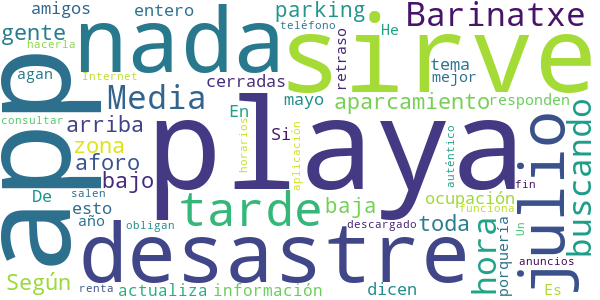 amigos entero parking Barinatxe
teléfono
gente hacerla nada sirve retraso He tema mejor
agan Internet
app Media cerradas mayo aparcamiento responden
consultar En
arriba Si
zona horarios aplicación
aforo bajo playa julio buscando
auténtico fin
De salen tarde baja ocupación
esto toda hora funciona
año obligan desastre descargado Un porquería
Según anuncios
renta actualiza información dicen Es